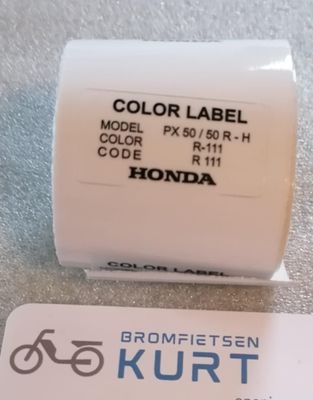 COLOR LABEL
MODEL PX 50 / 50 R - H
COLOR R-111
CODE R 111
HONDA
COLOR LABEL
BROMFIETSEN
KURT